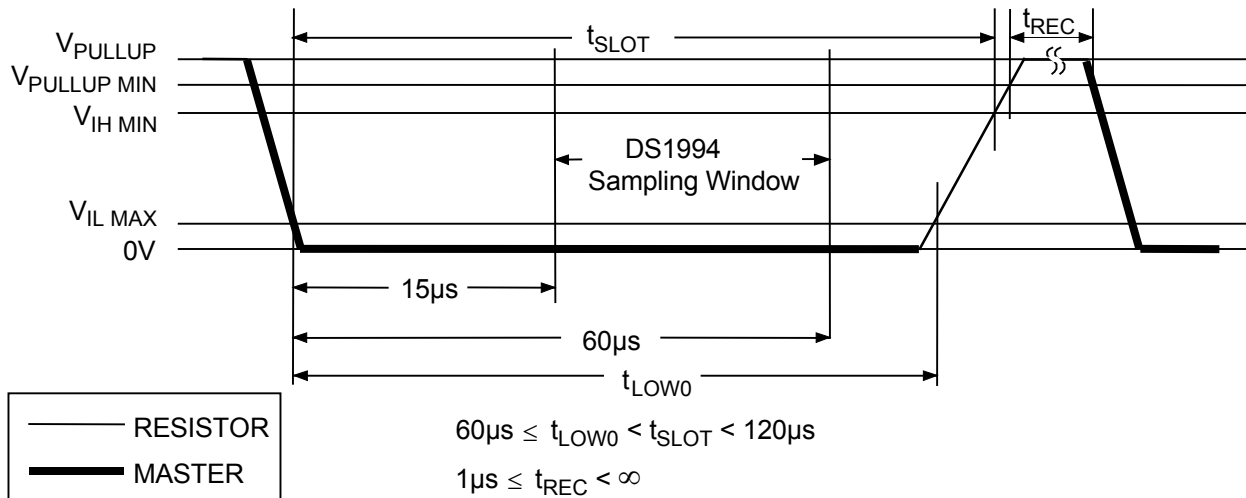 t_SLOT
t_REC
V_PULLUP
V_PULLUP MIN
V_IH MIN
DS1994
Sampling Window
V_IL MAX
0V
15μs
60μs
t_LOW0
RESISTOR
MASTER
60μs ≤ t_LOW0 < t_SLOT < 120μs
1μs ≤ t_REC < ∞